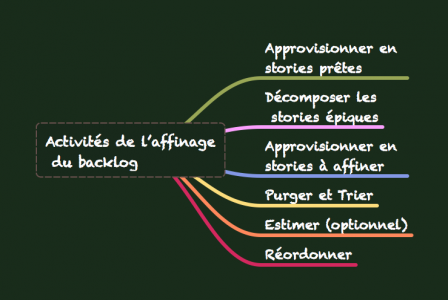 Activités de l'affinage
du backlog
Approvisionner en
stories prêtes
Décomposer les
stories épiques
Approvisionner en
stories à affiner
Purger et Trier
Estimer (optionnel)
Réordonner